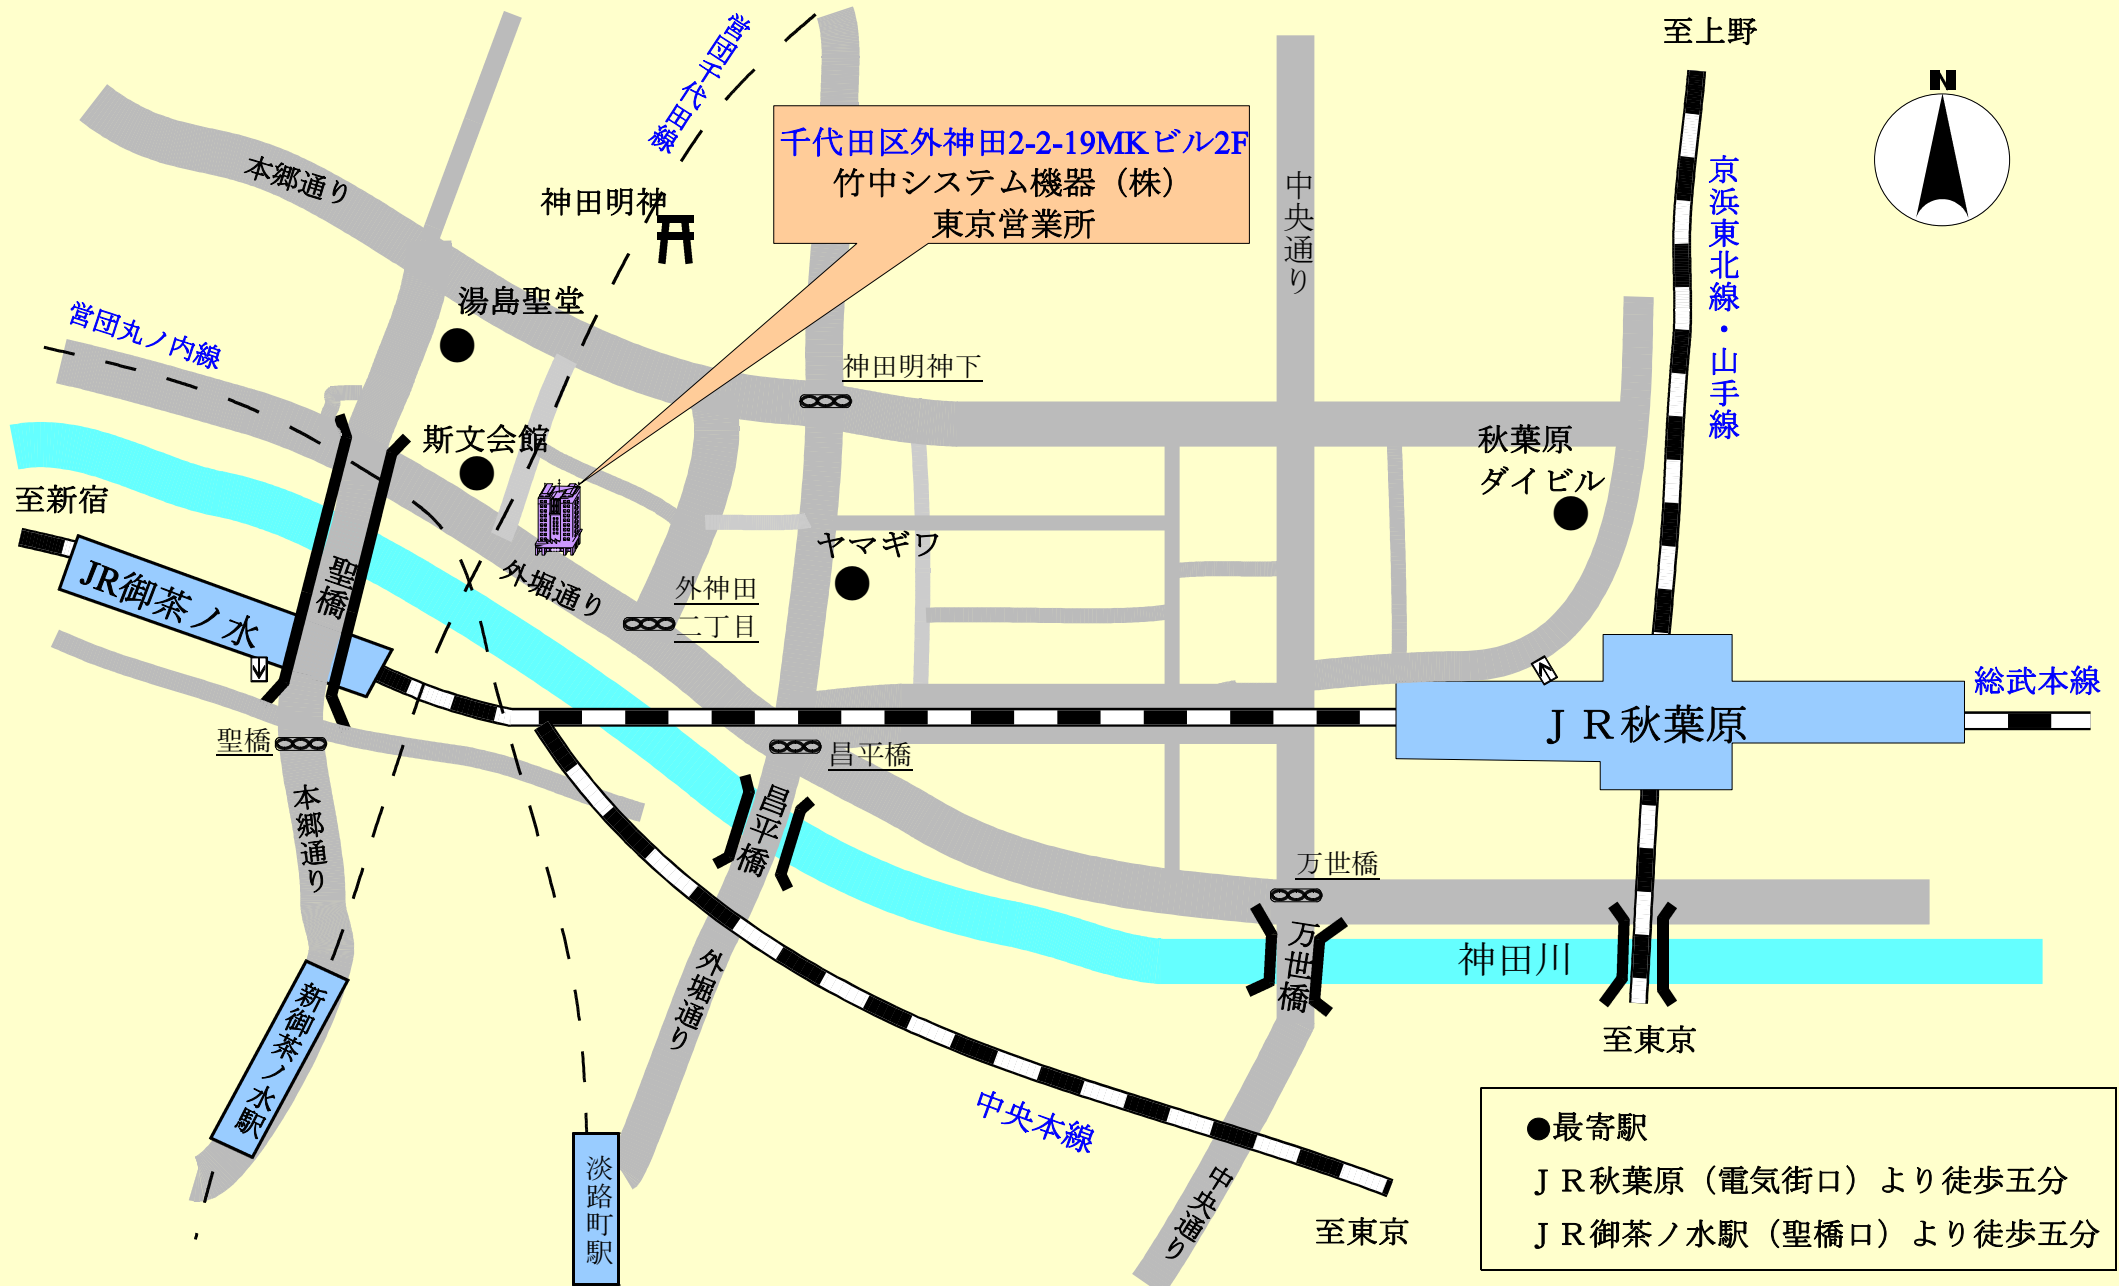 至上野
N
営団千代田線
千代田区外神田2-2-19MKビル2F
竹中システム機器（株）
東京営業所
本郷通り
神田明神
中央通り
京浜東北線・山手線
湯島聖堂
営団丸ノ内線
神田明神下
斯文会館
秋葉原
ダイビル
至新宿
JR御茶ノ水
聖橋
外堀通り
ヤマギワ
外神田
二丁目
総武本線
ＪＲ秋葉原
聖橋
昌平橋
本郷通り
昌平橋
万世橋
万世橋
神田川
外堀通り
新御茶ノ水駅
至東京
中央本線
淡路町駅
中央通り
至東京
●最寄駅
ＪＲ秋葉原（電気街口）より徒歩五分
ＪＲ御茶ノ水駅（聖橋口）より徒歩五分